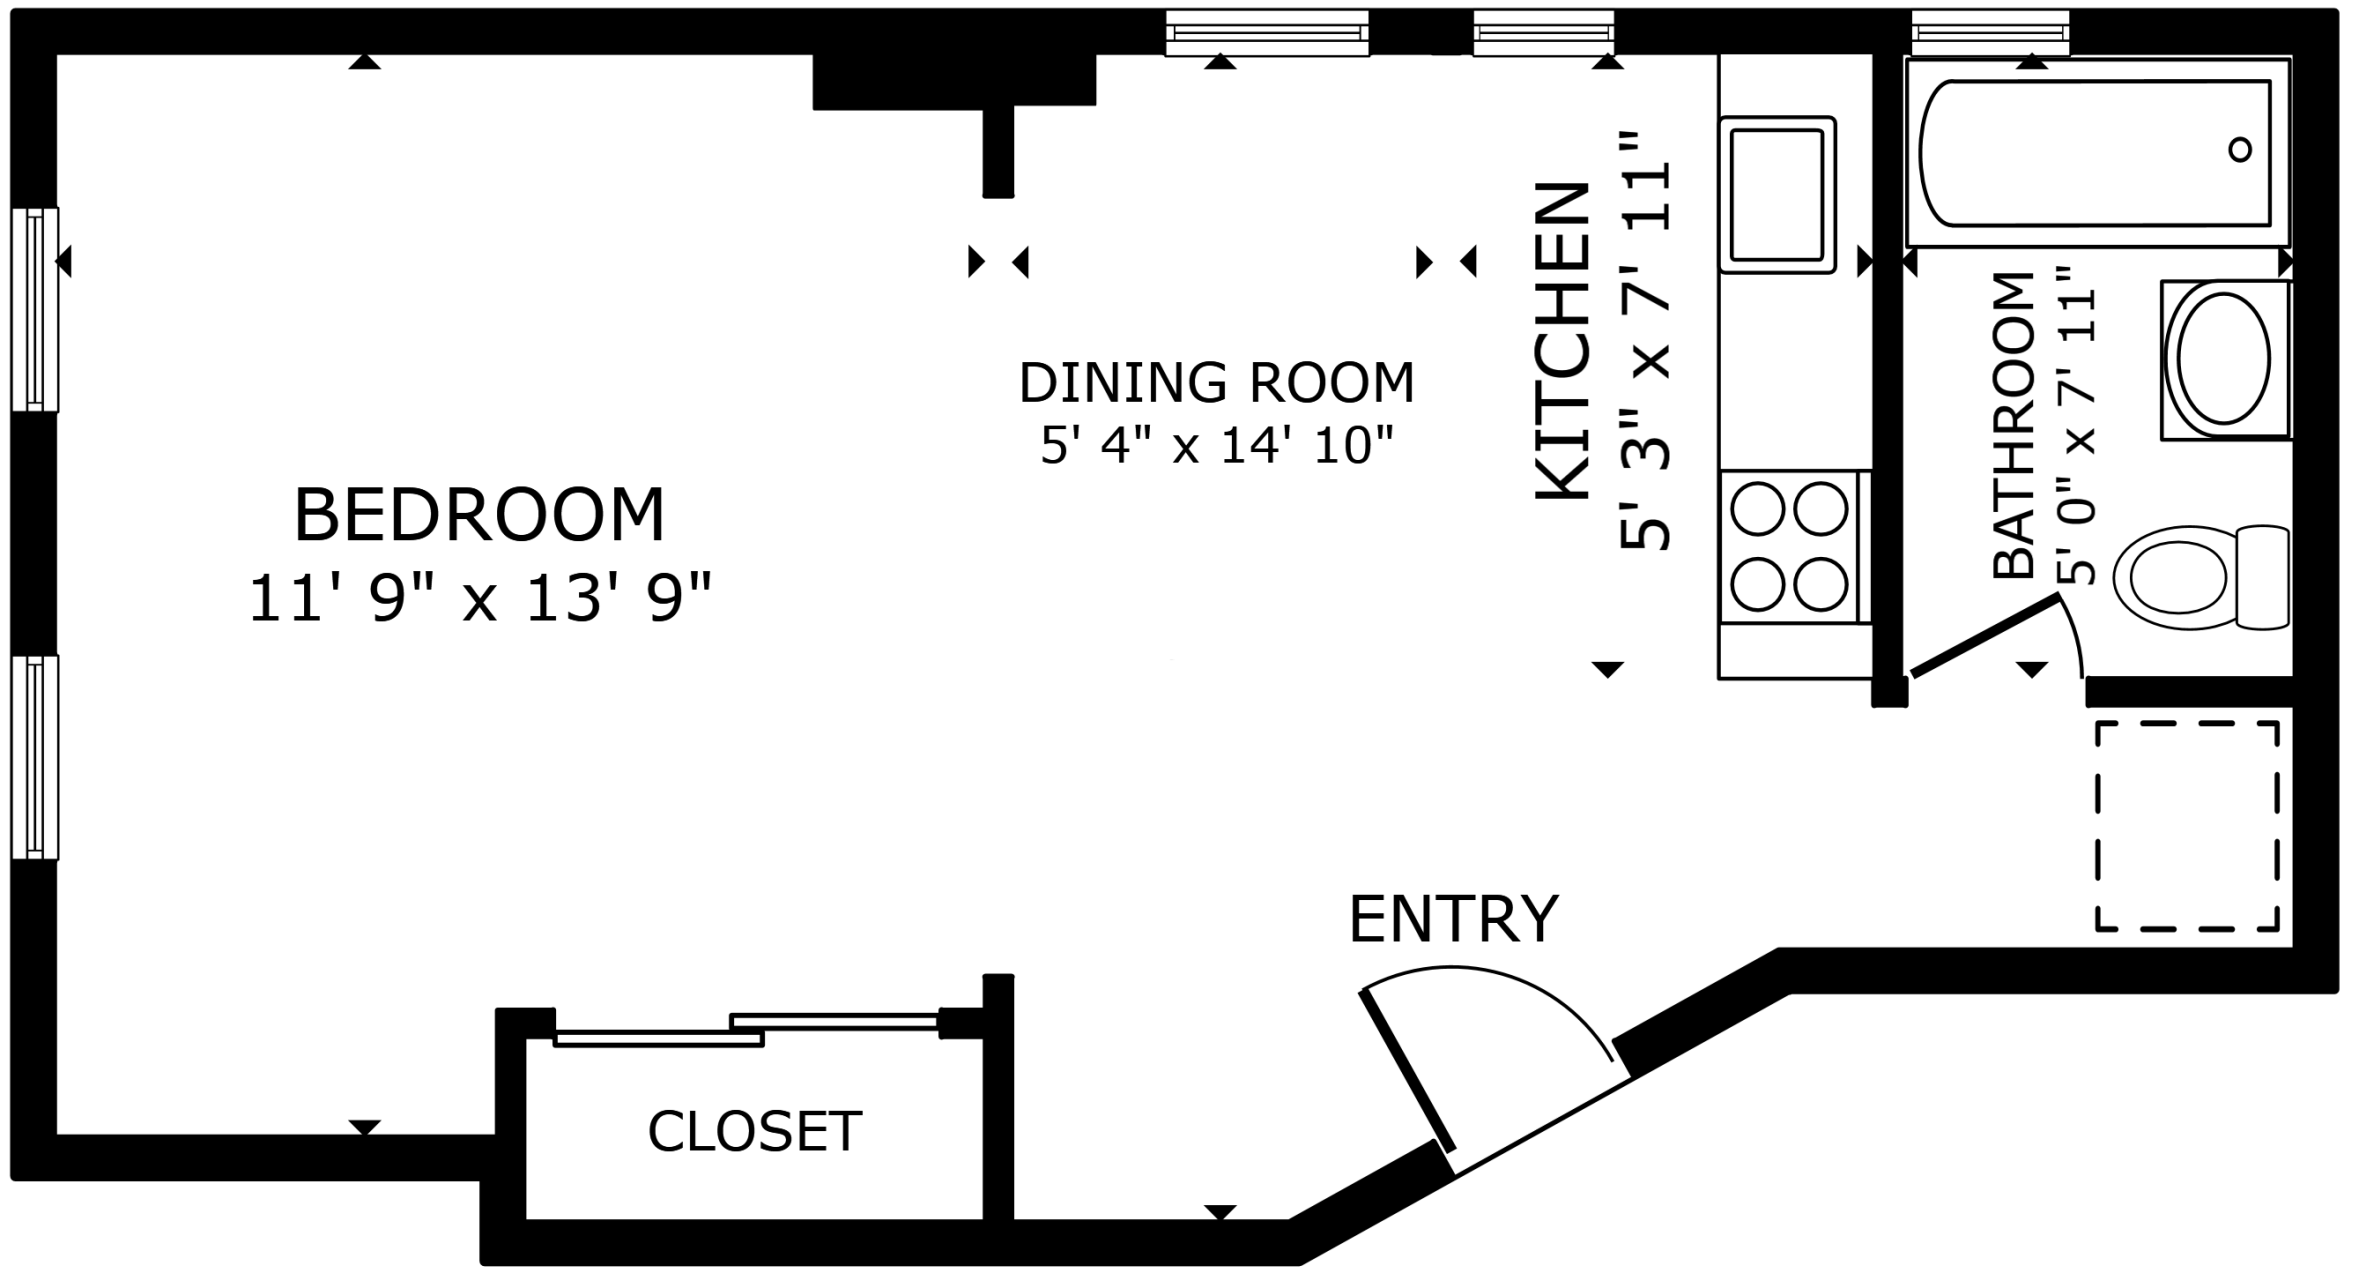 BEDROOM
11' 9" x 13' 9"
DINING ROOM
5' 4" x 14' 10"
KITCHEN
5' 3" x 7' 11"
BATHROOM
5' 0" x 7' 11"
ENTRY
CLOSET